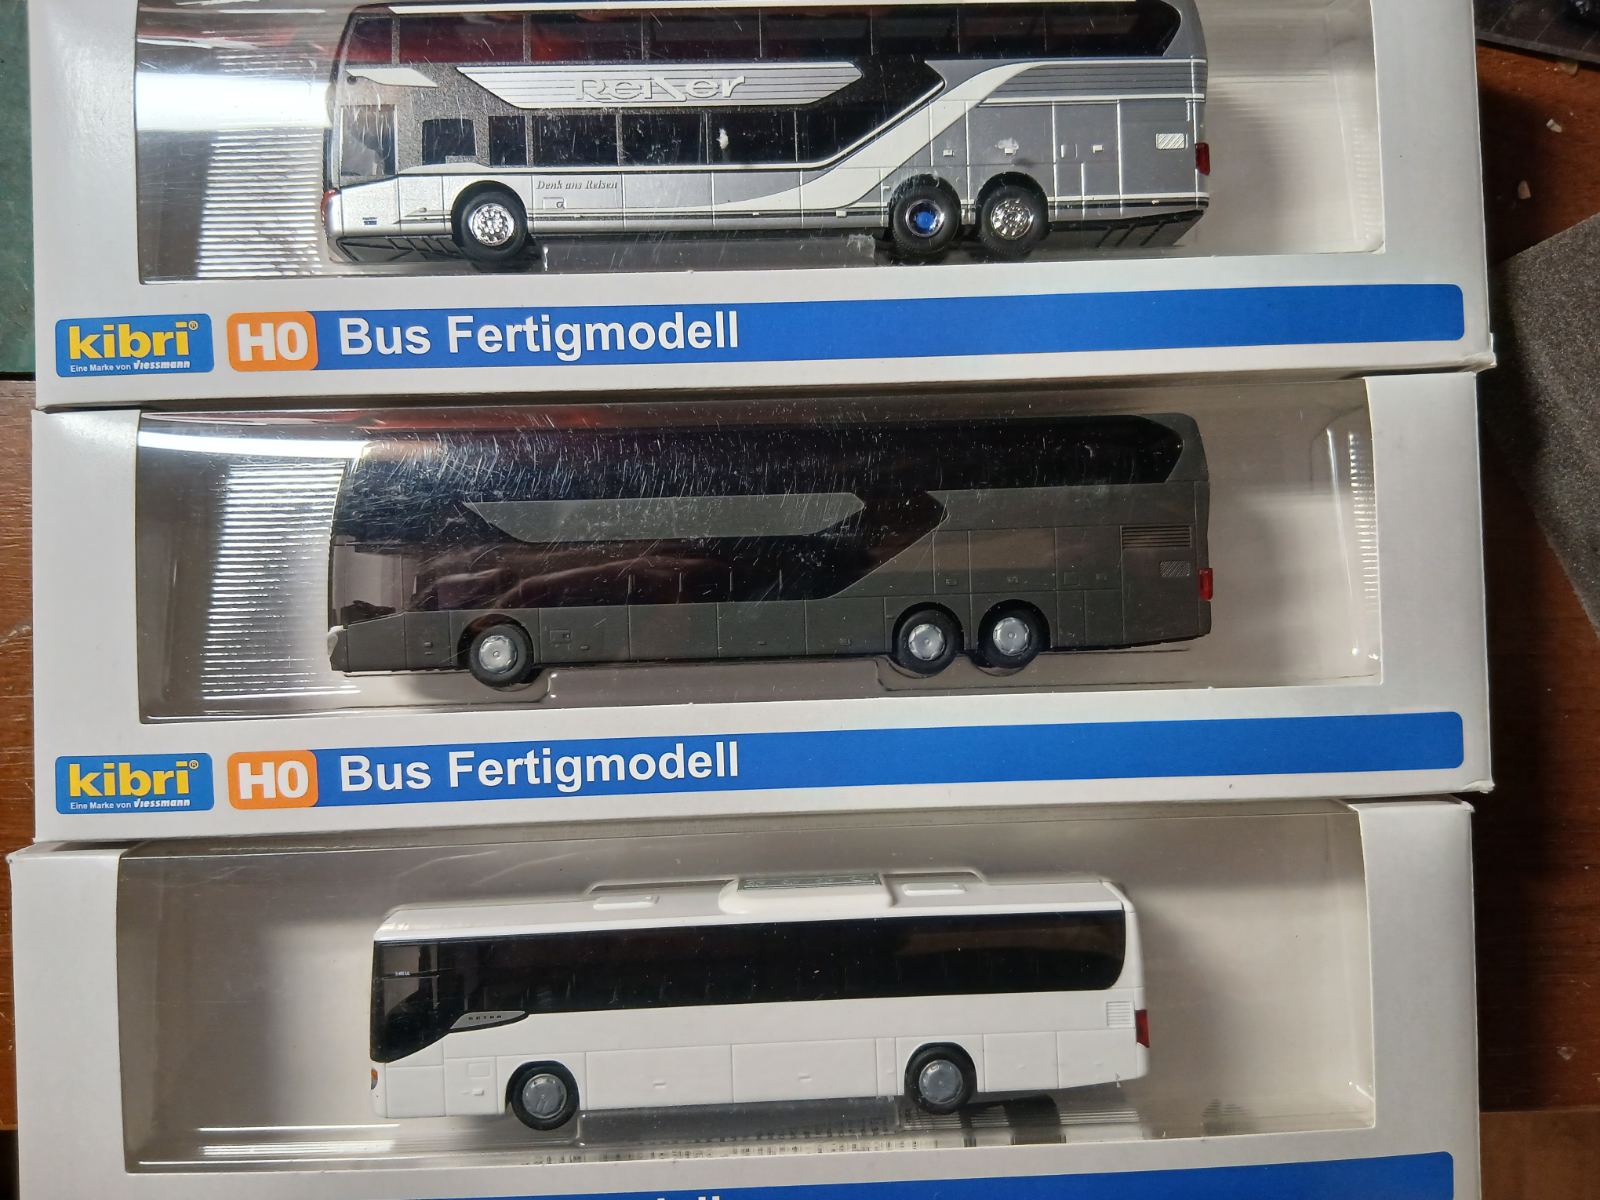 Reizer
Denk ans Reisen
kibri®
Eine Marke von Viessmann
H0
Bus Fertigmodell
kibri®
Eine Marke von Viessmann
H0
Bus Fertigmodell
SETRA